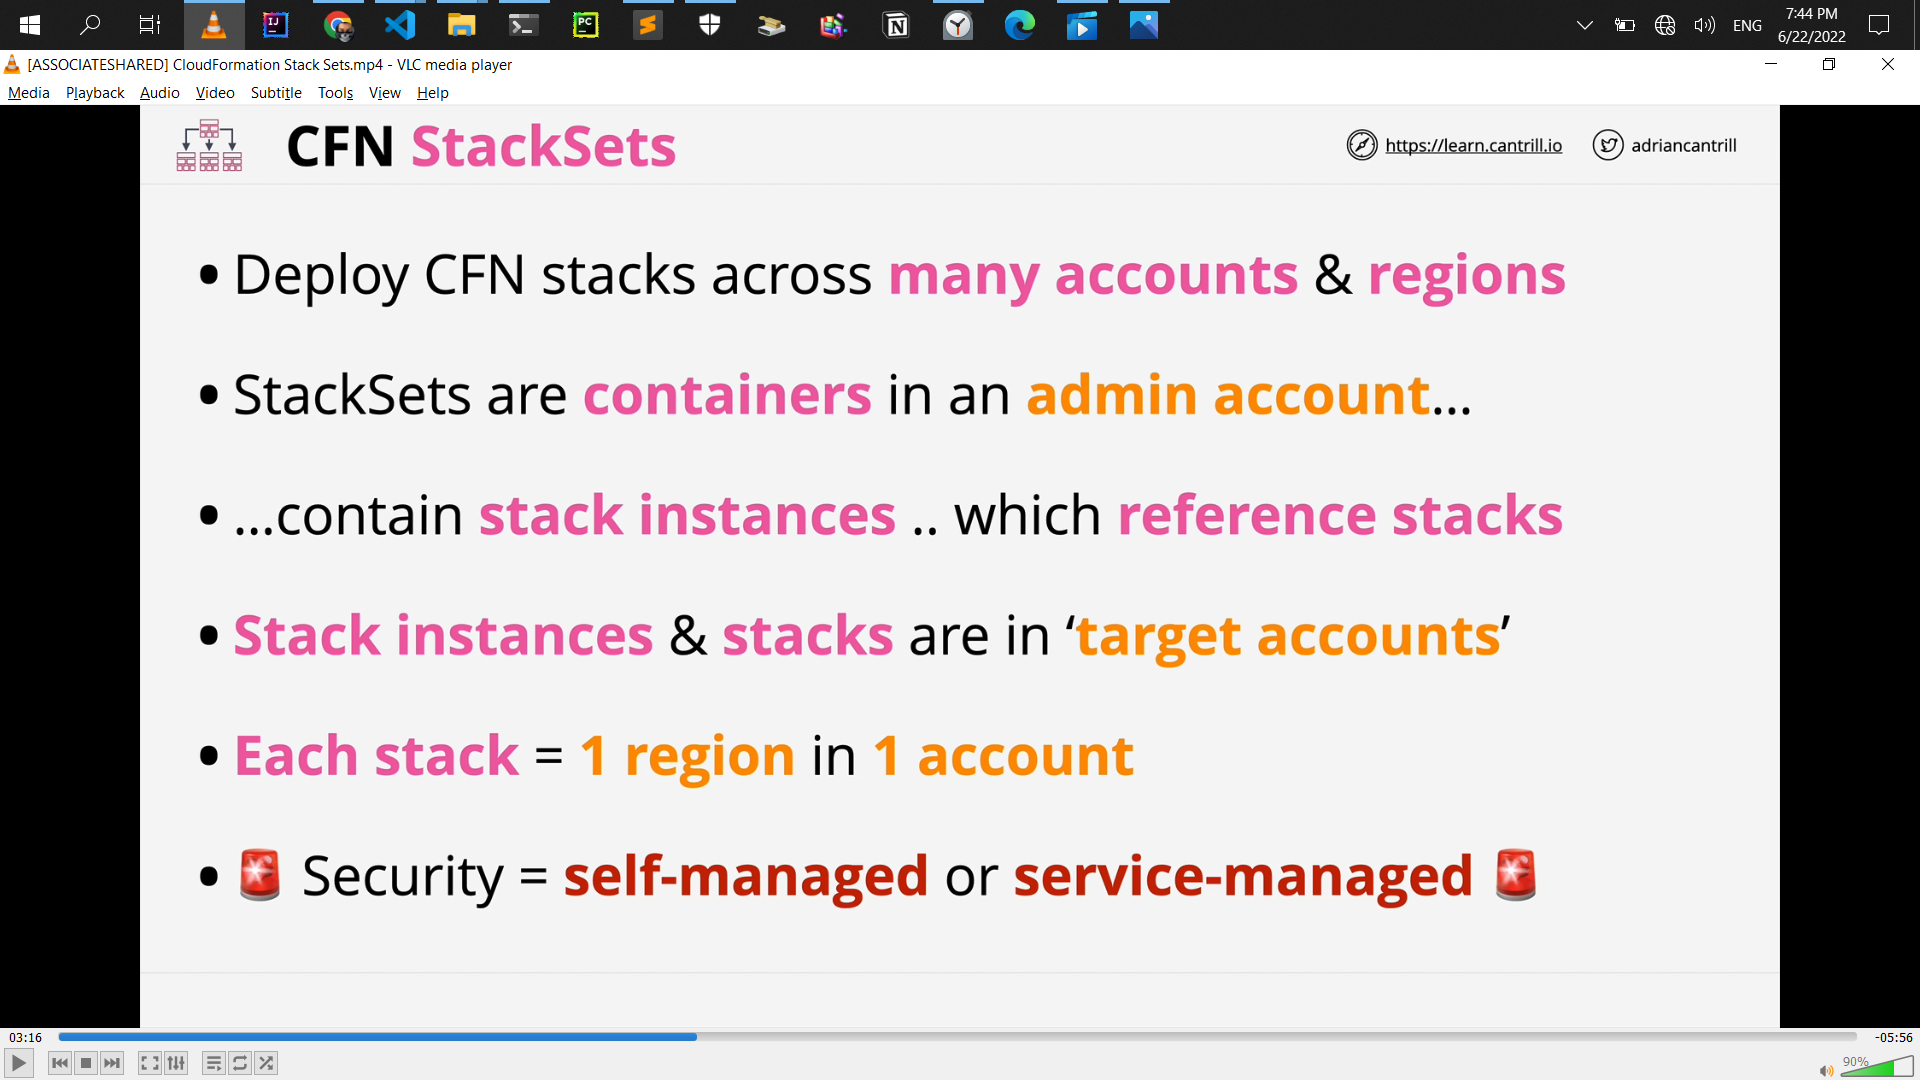 ENG
7:44 PM
6/22/2022
[ASSOCIATESHARED] CloudFormation Stack Sets.mp4 - VLC media player
Media Playback Audio Video Subtitle Tools View Help
CFN StackSets
https://learn.cantrill.io
adriancantrill
• Deploy CFN stacks across many accounts & regions
• StackSets are containers in an admin account...
• ...contain stack instances .. which reference stacks
• Stack instances & stacks are in ‘target accounts’
• Each stack = 1 region in 1 account
• 🚨 Security = self-managed or service-managed 🚨
03:16
-05:56
90%